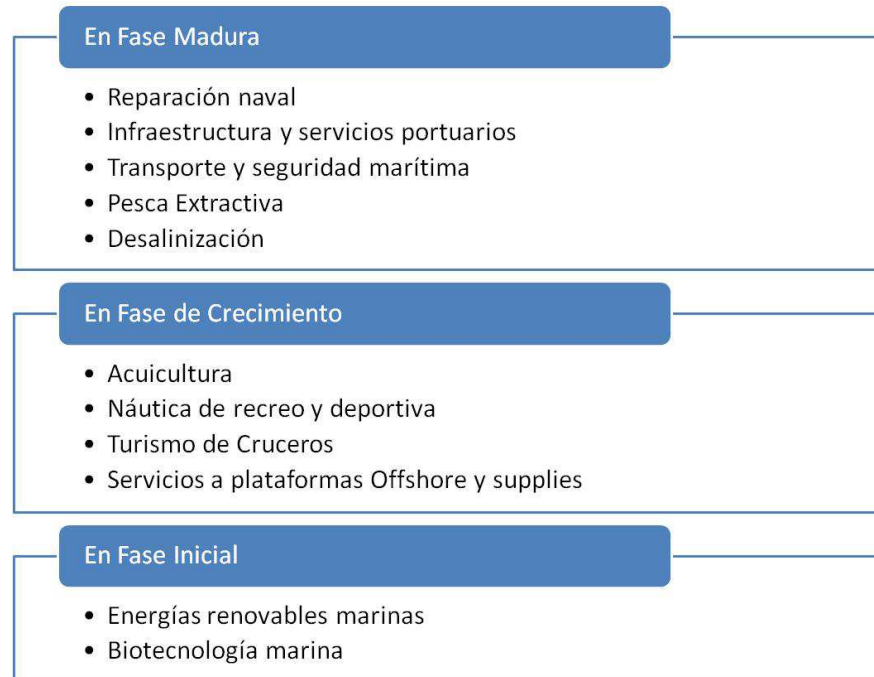 En Fase Madura
• Reparación naval
• Infraestructura y servicios portuarios
• Transporte y seguridad marítima
• Pesca Extractiva
• Desalinización
En Fase de Crecimiento
• Acuicultura
• Náutica de recreo y deportiva
• Turismo de Cruceros
• Servicios a plataformas Offshore y supplies
En Fase Inicial
• Energías renovables marinas
• Biotecnología marina